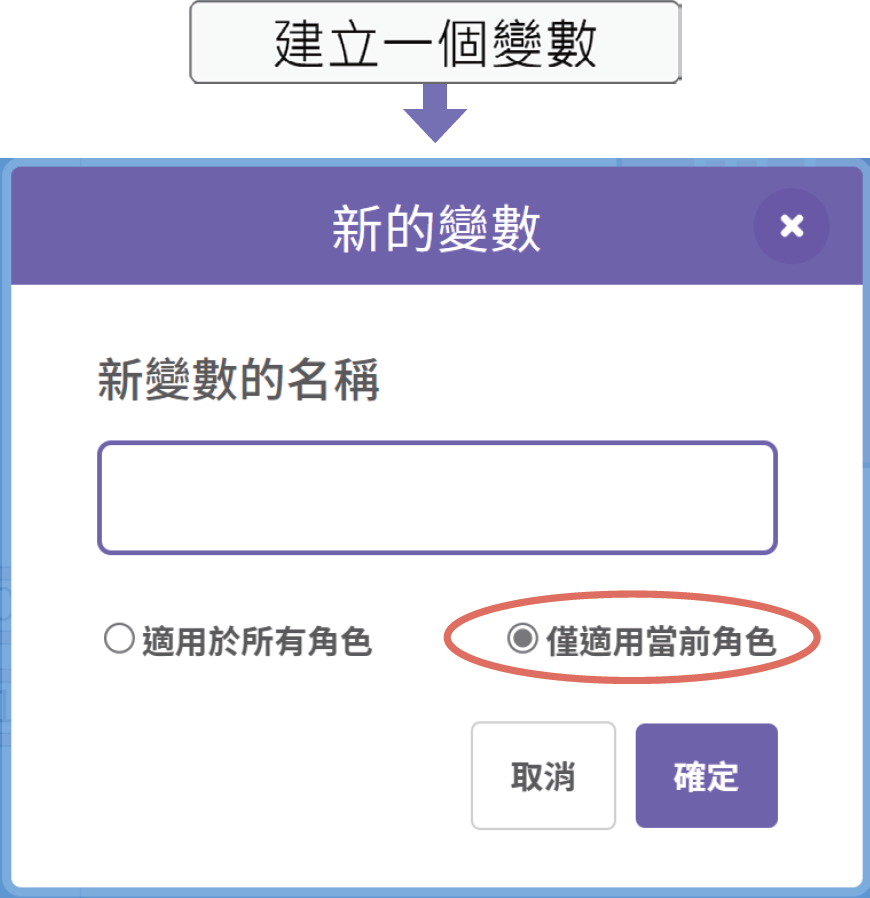 建立一個變數
新的變數
新變數的名稱
適用於所有角色 僅適用當前角色
取消 確定